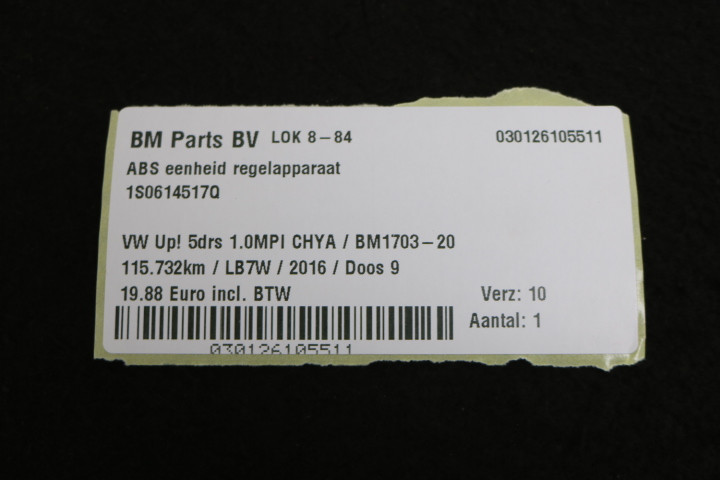 BM Parts BV LOK 8-84 030126105511
ABS eenheid regelapparaat
1S0614517Q
VW Up! 5drs 1.0MPI CHYA / BM1703-20
115.732km / LB7W / 2016 / Doos 9
19.88 Euro incl. BTW Verz: 10
Aantal: 1
030126105511